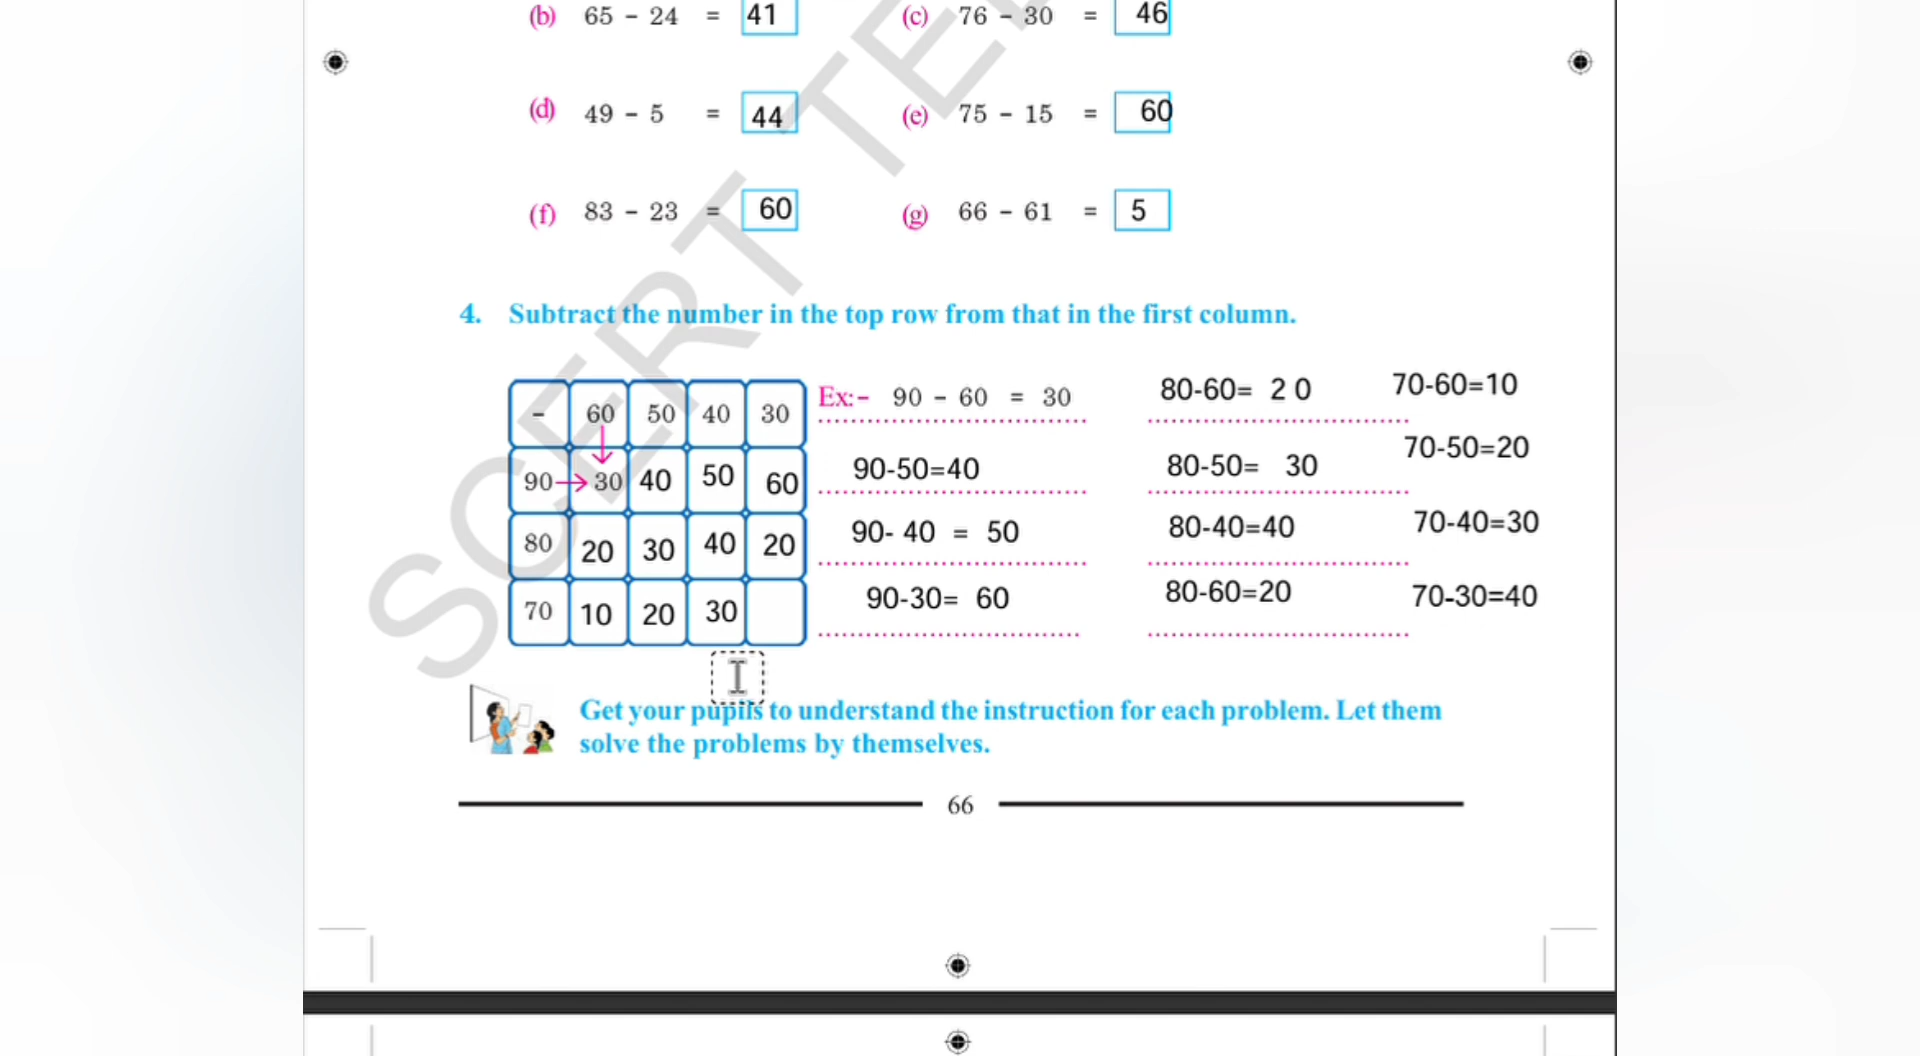 (b) 65 - 24 = 41 (c) 76 - 30 = 46
(d) 49 - 5 = 44 (e) 75 - 15 = 60
(f) 83 - 23 = 60 (g) 66 - 61 = 5
4. Subtract the number in the top row from that in the first column.
- 60 50 40 30
90 30 40 50 60
80 20 30 40 20
70 10 20 30
Ex:- 90 - 60 = 30
90-50=40
90- 40 = 50
90-30= 60
80-60= 2 0
80-50= 30
80-40=40
80-60=20
70-60=10
70-50=20
70-40=30
70-30=40
Get your pupils to understand the instruction for each problem. Let them
solve the problems by themselves.
66
SCERT TEL